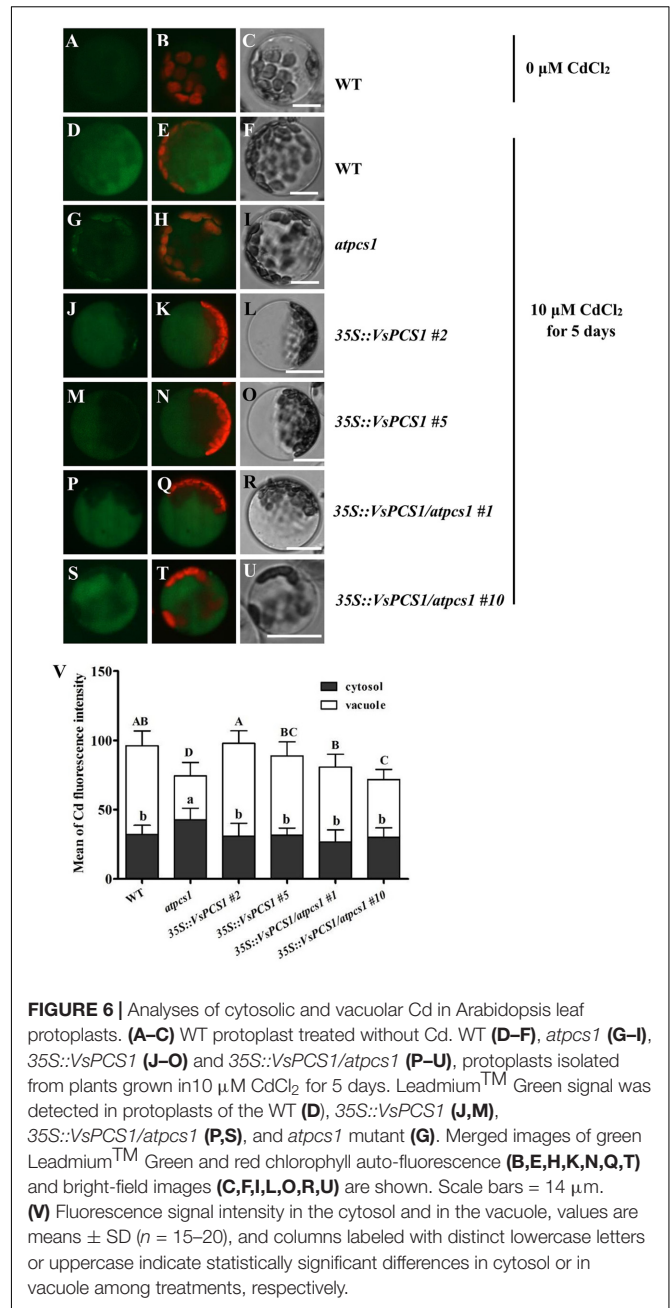 A B C
WT
0 μM CdCl₂
D E F
WT
G H I
atpcs1
10 μM CdCl₂
for 5 days
J K L
35S::VsPCS1 #2
M N O
35S::VsPCS1 #5
P Q R
35S::VsPCS1/atpcs1 #1
S T U
35S::VsPCS1/atpcs1 #10
V
Mean of Cd fluorescence intensity
150
100
50
0
cytosol
vacuole
AB D A BC B C
b a b b b b
WT
atpcs1
35S::VsPCS1 #2
35S::VsPCS1 #5
35S::VsPCS1/atpcs1 #1
35S::VsPCS1/atpcs1 #10
FIGURE 6 | Analyses of cytosolic and vacuolar Cd in Arabidopsis leaf
protoplasts. (A–C) WT protoplast treated without Cd. WT (D–F), atpcs1 (G–I),
35S::VsPCS1 (J–O) and 35S::VsPCS1/atpcs1 (P–U), protoplasts isolated
from plants grown in10 μM CdCl₂ for 5 days. Leadmium™ Green signal was
detected in protoplasts of the WT (D), 35S::VsPCS1 (J,M),
35S::VsPCS1/atpcs1 (P,S), and atpcs1 mutant (G). Merged images of green
Leadmium™ Green and red chlorophyll auto-fluorescence (B,E,H,K,N,Q,T)
and bright-field images (C,F,I,L,O,R,U) are shown. Scale bars = 14 μm.
(V) Fluorescence signal intensity in the cytosol and in the vacuole, values are
means ± SD (n = 15–20), and columns labeled with distinct lowercase letters
or uppercase indicate statistically significant differences in cytosol or in
vacuole among treatments, respectively.